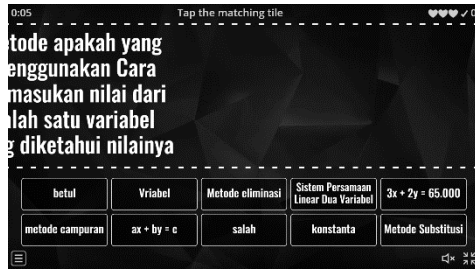 0:05
Tap the matching tile
etode apakah yang
enggunakan Cara
masukan nilai dari
alah satu variabel
g diketahui nilainya
betul
Vriabel
Metode eliminasi
Sistem Persamaan
Linear Dua Variabel
3x + 2y = 65.000
metode campuran
ax + by = c
salah
konstanta
Metode Substitusi